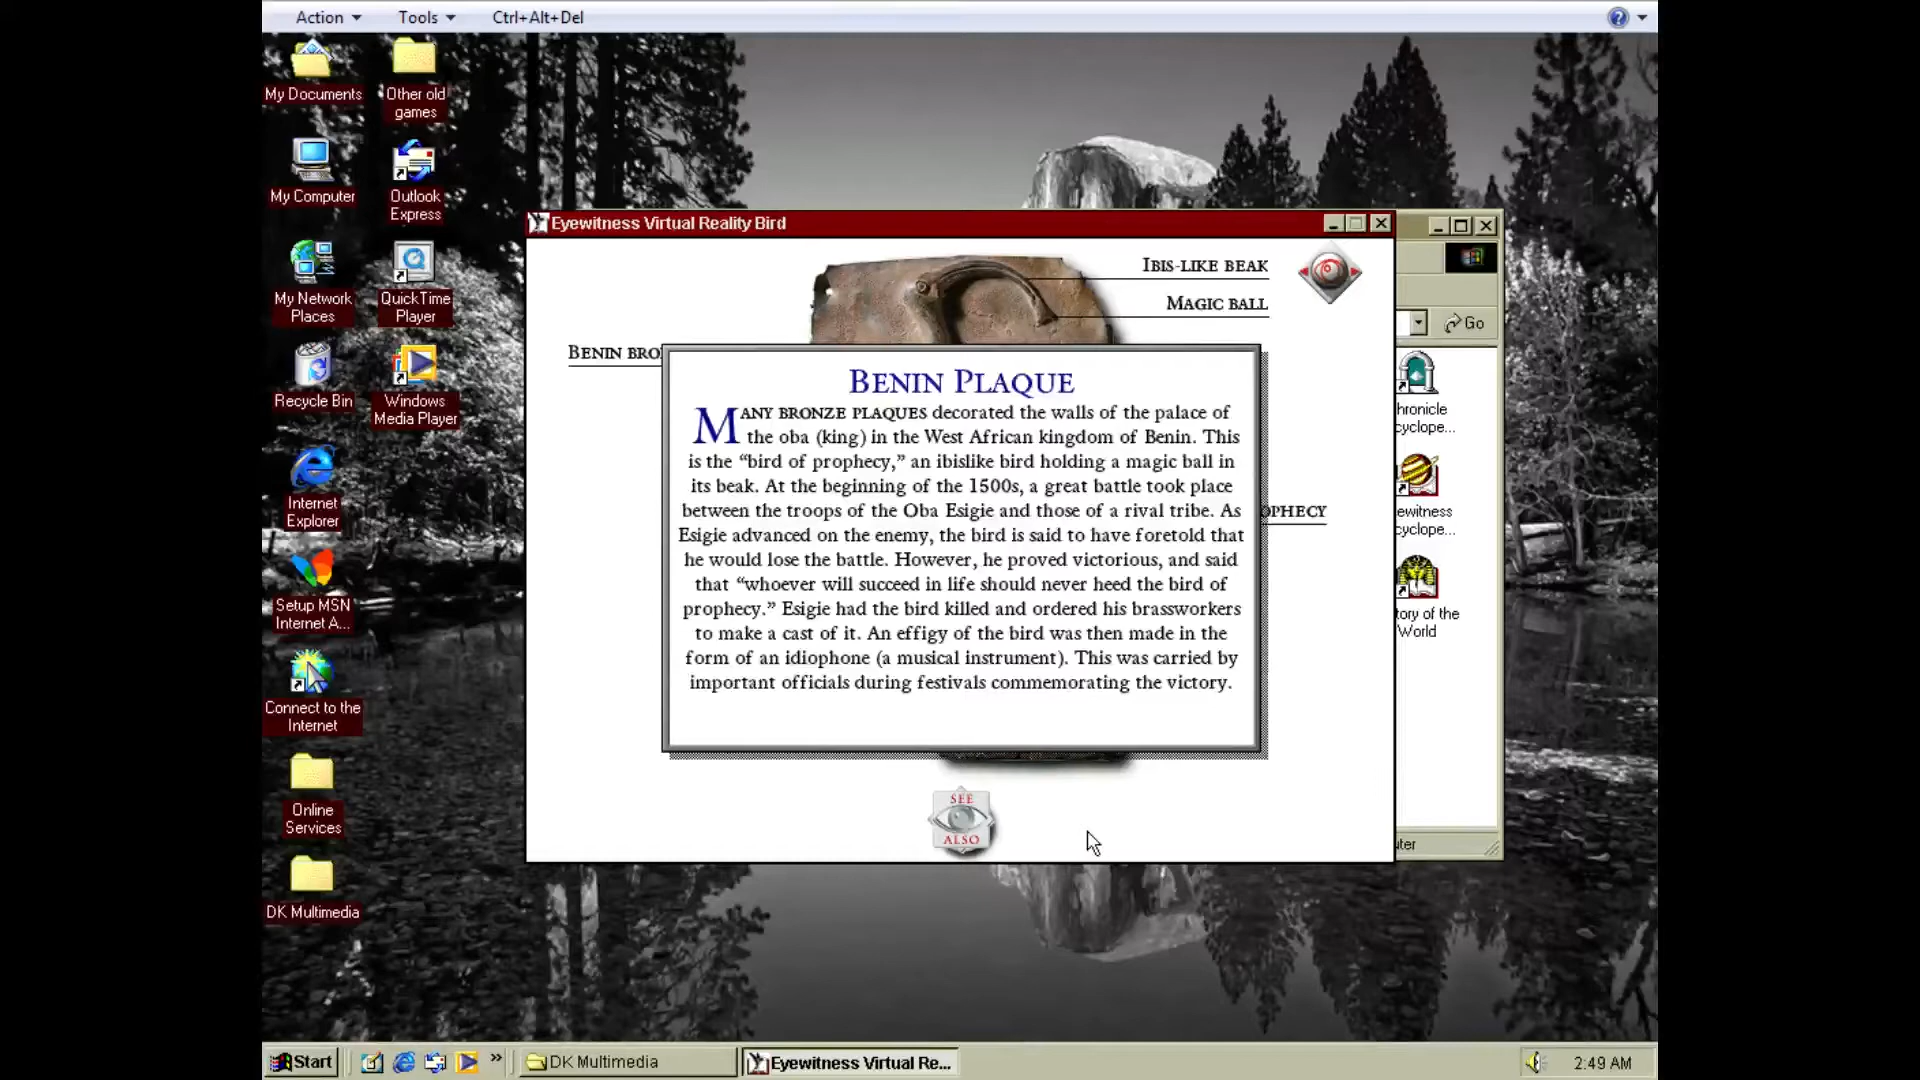 Action
Tools
Ctrl+Alt+Del
My Documents
Other old
games
My Computer
Outlook
Express
My Network
Places
QuickTime
Player
Recycle Bin
Windows
Media Player
Internet
Explorer
Setup MSN
Internet A...
Connect to the
Internet
Online
Services
DK Multimedia
Eyewitness Virtual Reality Bird
IBIS-LIKE BEAK
MAGIC BALL
BENIN BRO
BENIN PLAQUE
MANY BRONZE PLAQUES decorated the walls of the palace of
the oba (king) in the West African kingdom of Benin. This
is the “bird of prophecy,” an ibislike bird holding a magic ball in
its beak. At the beginning of the 1500s, a great battle took place
between the troops of the Oba Esigie and those of a rival tribe. As
Esigie advanced on the enemy, the bird is said to have foretold that
he would lose the battle. However, he proved victorious, and said
that “whoever will succeed in life should never heed the bird of
prophecy.” Esigie had the bird killed and ordered his brassworkers
to make a cast of it. An effigy of the bird was then made in the
form of an idiophone (a musical instrument). This was carried by
important officials during festivals commemorating the victory.
OPHECY
SEE
ALSO
Go
hronicle
cyclope...
ewitness
cyclope...
tory of the
World
uter
Start
DK Multimedia
Eyewitness Virtual Re...
2:49 AM